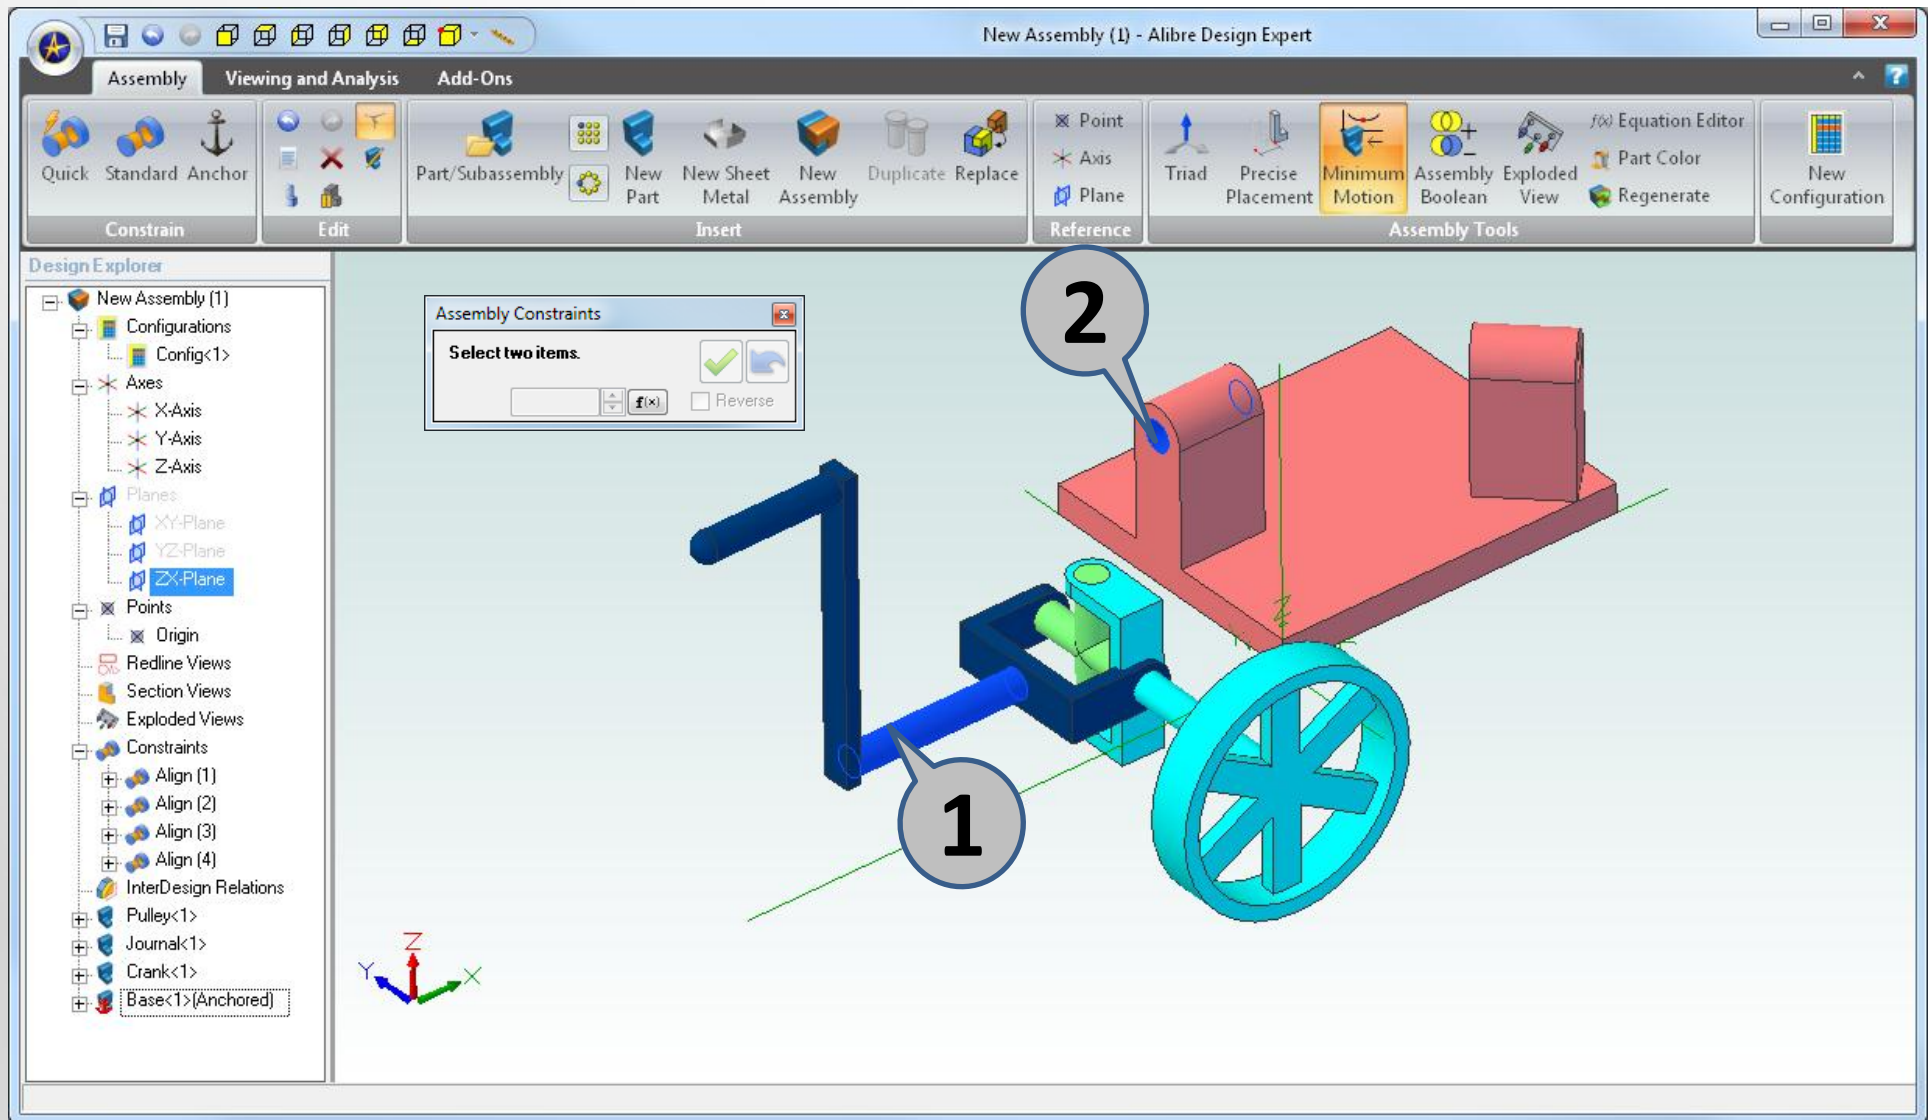 New Assembly (1) - Alibre Design Expert
Assembly Viewing and Analysis Add-Ons
Quick Standard Anchor
Constrain
Edit
Part/Subassembly New Part New Sheet Metal New Assembly Duplicate Replace
Insert
Point
Axis
Plane
Reference
Triad Precise Placement Minimum Motion Assembly Boolean Exploded View
f(x) Equation Editor
Part Color
Regenerate
Assembly Tools
New Configuration
Design Explorer
New Assembly (1)
Configurations
Config<1>
Axes
X-Axis
Y-Axis
Z-Axis
Planes
XY-Plane
YZ-Plane
ZX-Plane
Points
Origin
Redline Views
Section Views
Exploded Views
Constraints
Align (1)
Align (2)
Align (3)
Align (4)
InterDesign Relations
Pulley<1>
Journal<1>
Crank<1>
Base<1>(Anchored)
Assembly Constraints
Select two items.
f(x) Reverse
2
1
Z
Y X